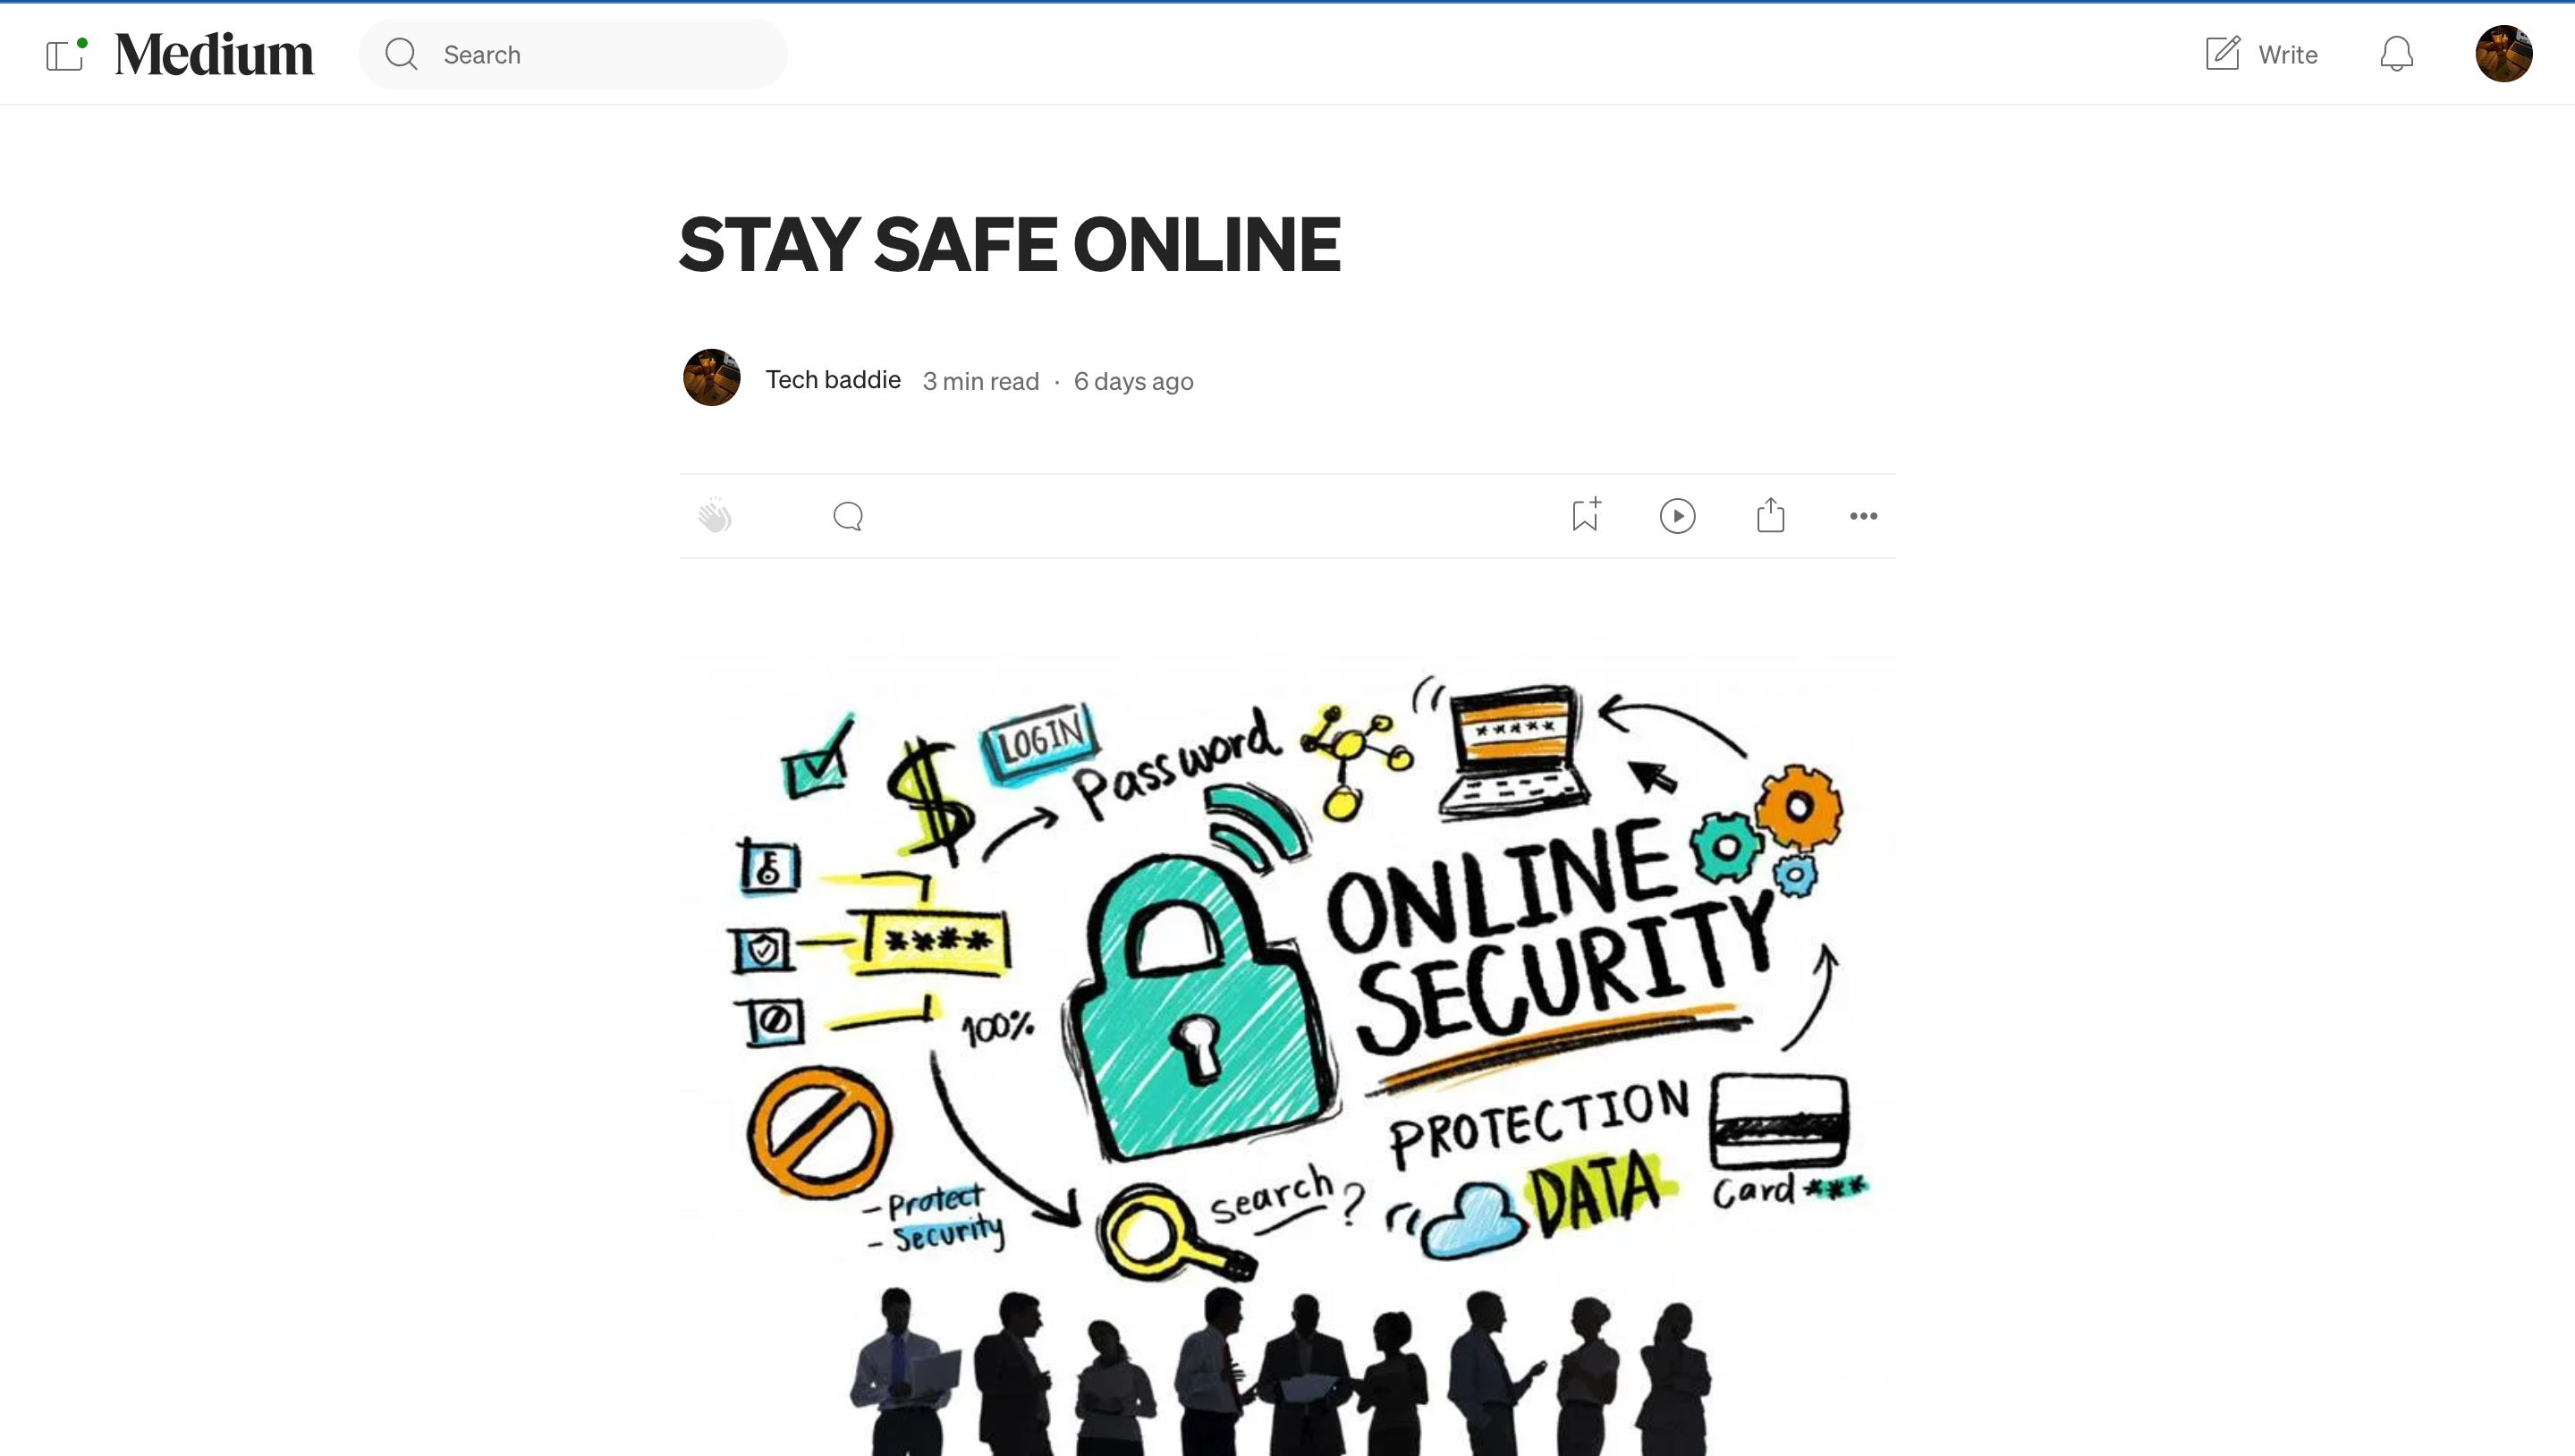 Medium
Search
Write
STAY SAFE ONLINE
Tech baddie 3 min read · 6 days ago
LOGIN
Password
*****
****
100%
ONLINE
SECURITY
PROTECTION
DATA
Card ***
search?
- Protect
- Security